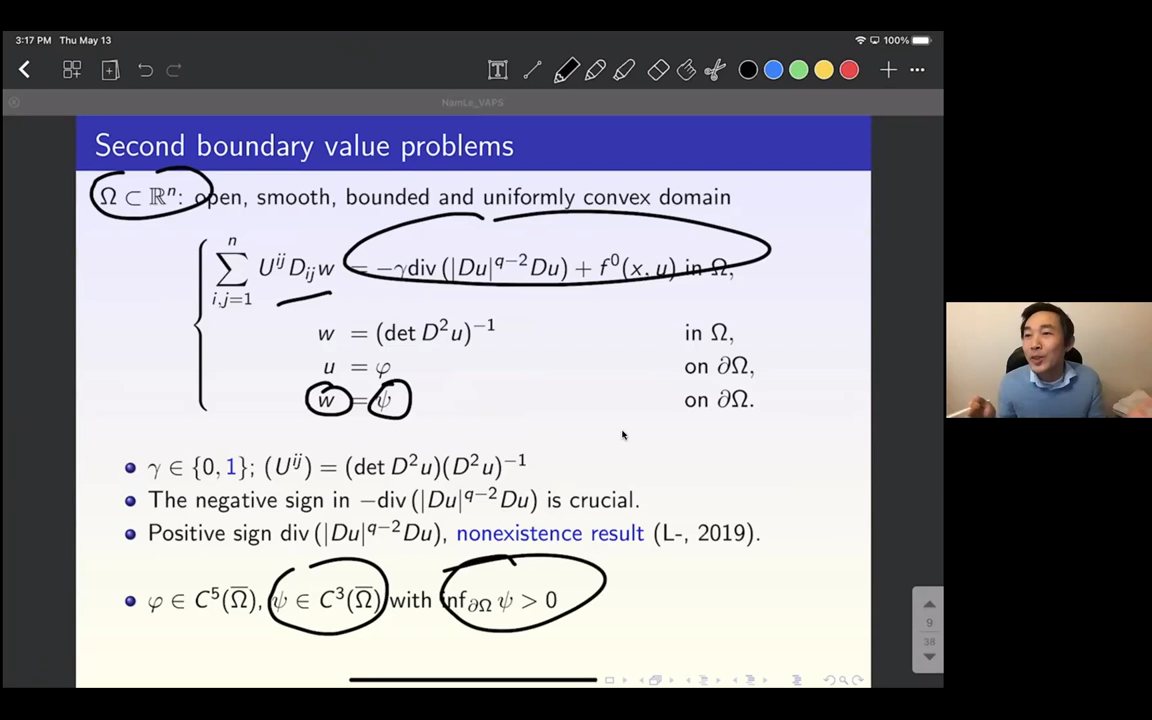 3:17 PM Thu May 13
100%
NamLe_VAPS
Second boundary value problems
Ω ⊂ ℝⁿ: open, smooth, bounded and uniformly convex domain
∑ⁿᵢ,ⱼ₌₁ UⁱʲDᵢⱼw = −γdiv (|Du|^{q−2}Du) + f⁰(x, u) in Ω,
w = (det D²u)⁻¹ in Ω,
u = φ on ∂Ω,
w = ψ on ∂Ω.
γ ∈ {0, 1}; (Uⁱʲ) = (det D²u)(D²u)⁻¹
The negative sign in −div (|Du|^{q−2}Du) is crucial.
Positive sign div (|Du|^{q−2}Du), nonexistence result (L-, 2019).
φ ∈ C⁵(Ω̅), ψ ∈ C³(Ω̅) with inf_{∂Ω} ψ > 0
9
38